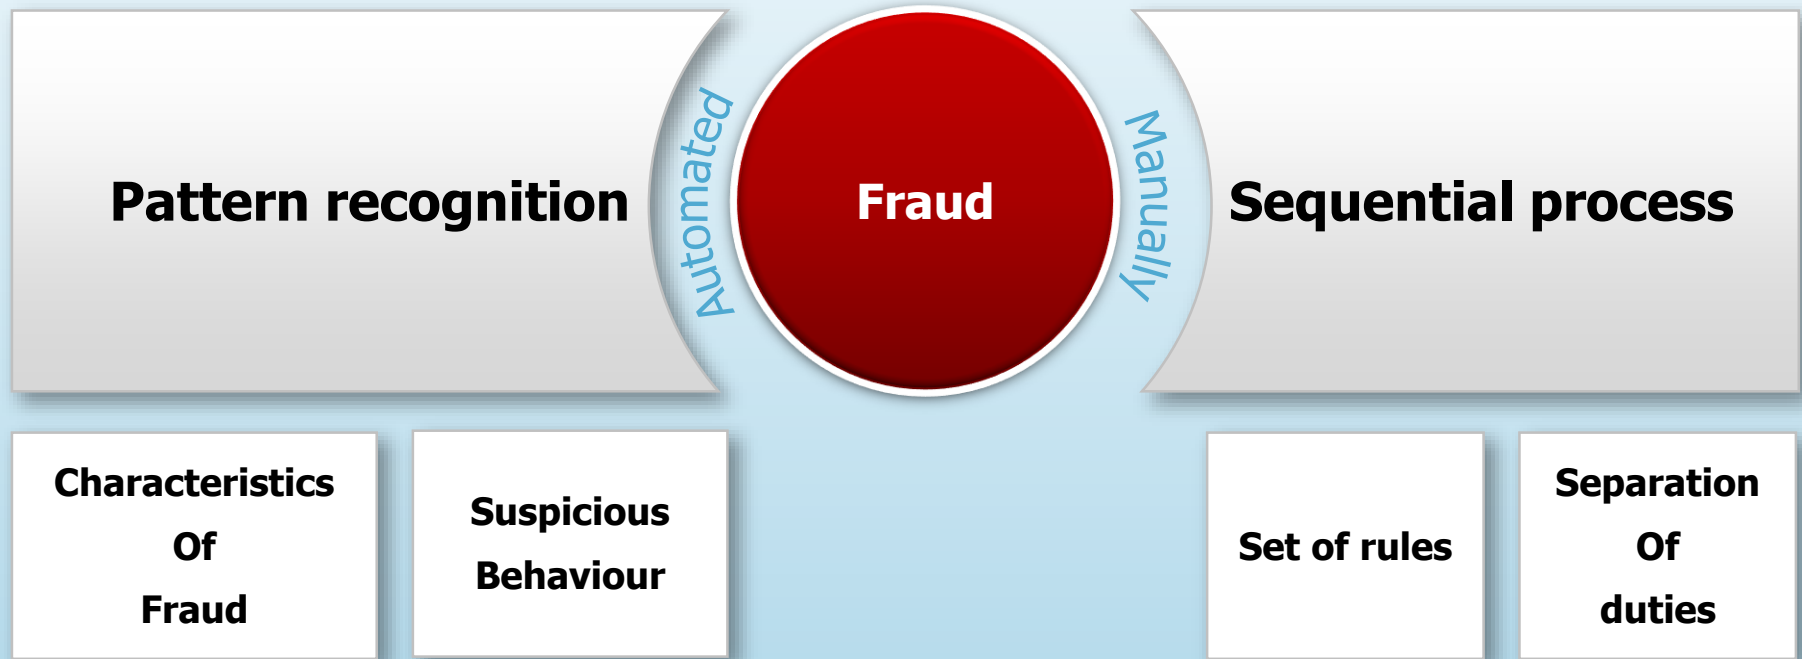 Pattern recognition
Automated
Fraud
Manually
Sequential process
Characteristics
Of
Fraud
Suspicious
Behaviour
Set of rules
Separation
Of
duties